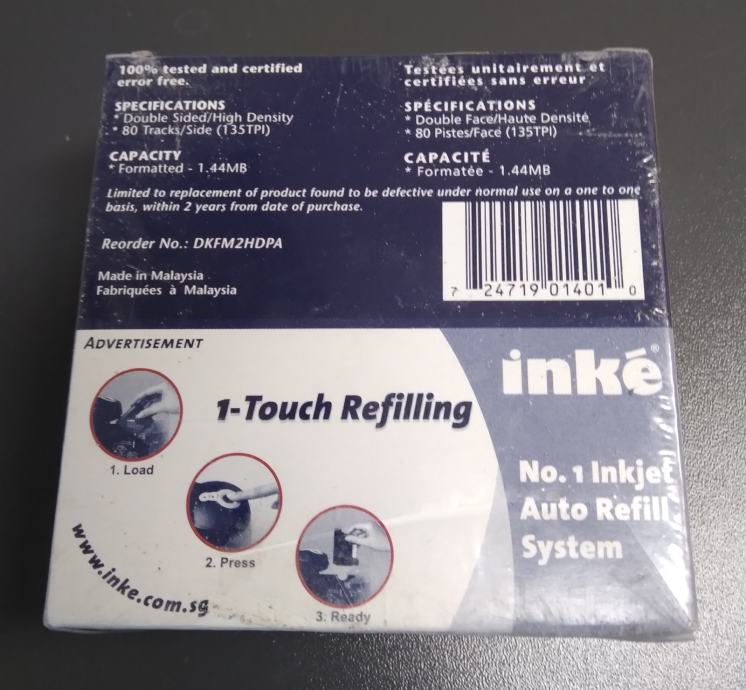 100% tested and certified
error free.
SPECIFICATIONS
* Double Sided/High Density
* 80 Tracks/Side (135TPI)
CAPACITY
* Formatted - 1.44MB
Testées unitairement et
certifiées sans erreur
SPÉCIFICATIONS
* Double Face/Haute Densité
* 80 Pistes/Face (135TPI)
CAPACITÉ
* Formatée - 1.44MB
Limited to replacement of product found to be defective under normal use on a one to one
basis, within 2 years from date of purchase.
Reorder No.: DKFM2HDPA
Made in Malaysia
Fabriquées à Malaysia
7 24719 01401 0
ADVERTISEMENT
1-Touch Refilling
1. Load
2. Press
3. Ready
www.inke.com.sg
inké®
No. 1 Inkjet
Auto Refill
System